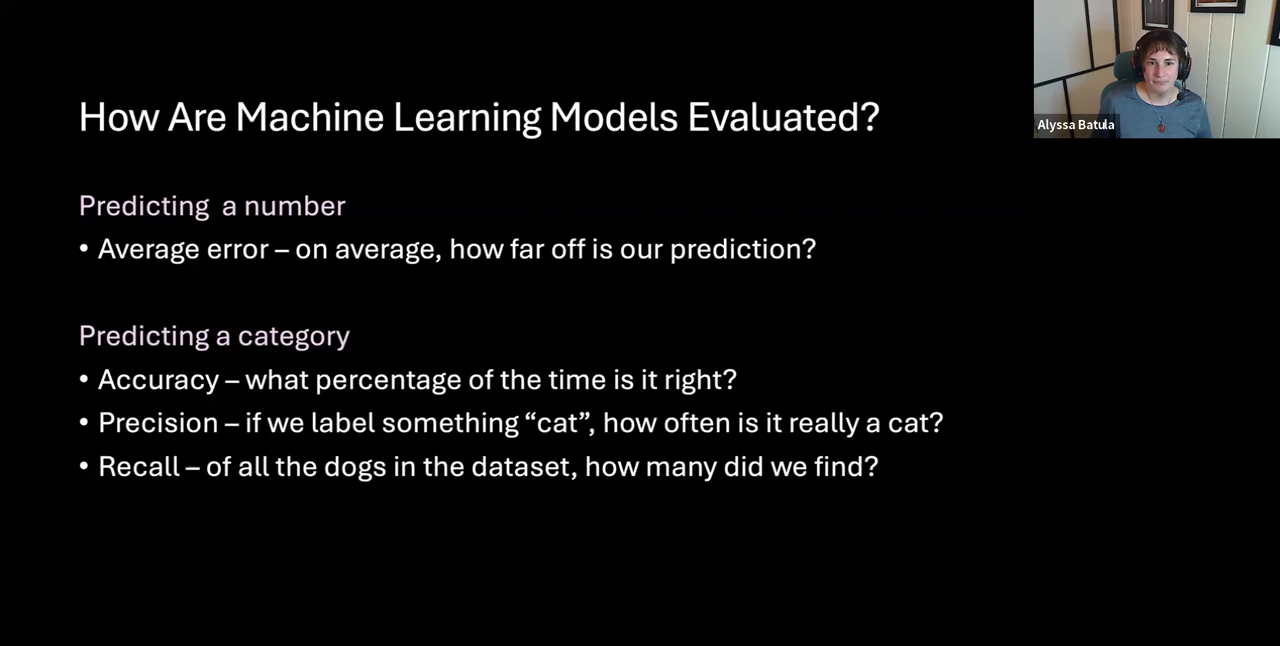 How Are Machine Learning Models Evaluated?
Alyssa Batula
Predicting  a number
• Average error – on average, how far off is our prediction?
Predicting a category
• Accuracy – what percentage of the time is it right?
• Precision – if we label something “cat”, how often is it really a cat?
• Recall – of all the dogs in the dataset, how many did we find?